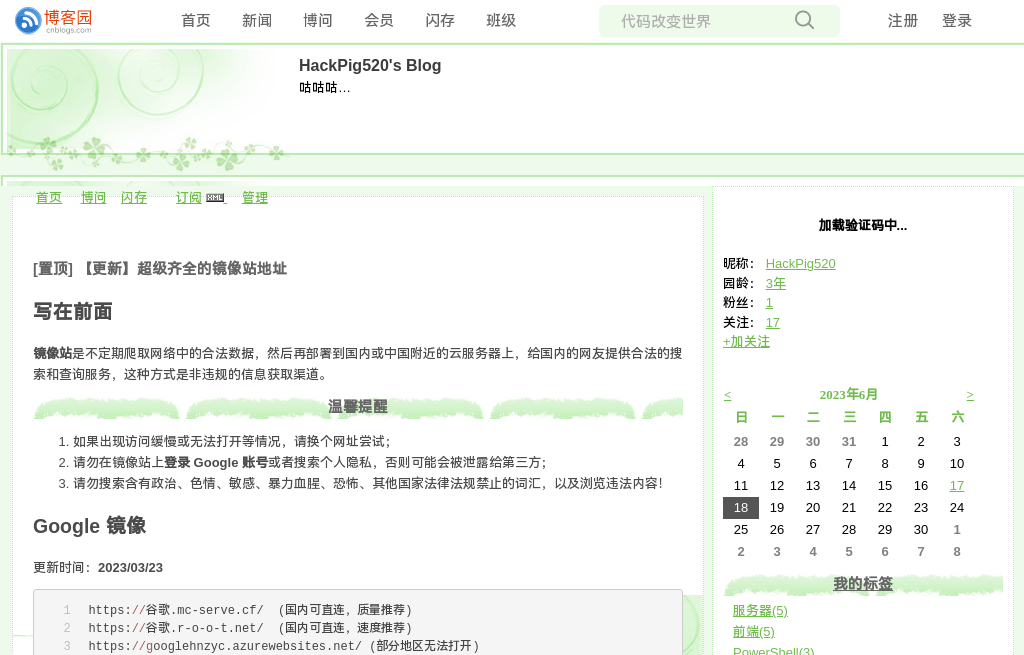 博客园
cnblogs.com
首页 新闻 博问 会员 闪存 班级
代码改变世界
注册 登录
HackPig520's Blog
咕咕咕…
首页 博问 闪存 订阅 XML 管理
[置顶] 【更新】超级齐全的镜像站地址
写在前面
镜像站是不定期爬取网络中的合法数据，然后再部署到国内或中国附近的云服务器上，给国内的网友提供合法的搜
索和查询服务，这种方式是非违规的信息获取渠道。
温馨提醒
1. 如果出现访问缓慢或无法打开等情况，请换个网址尝试；
2. 请勿在镜像站上登录 Google 账号或者搜索个人隐私，否则可能会被泄露给第三方；
3. 请勿搜索含有政治、色情、敏感、暴力血腥、恐怖、其他国家法律法规禁止的词汇，以及浏览违法内容！
Google 镜像
更新时间：2023/03/23
1 https://谷歌.mc-serve.cf/ (国内可直连，质量推荐)
2 https://谷歌.r-o-o-t.net/ (国内可直连，速度推荐)
3 https://googlehnzyc.azurewebsites.net/ (部分地区无法打开)
加载验证码中...
昵称： HackPig520
园龄： 3年
粉丝： 1
关注： 17
+加关注
< 2023年6月 >
日 一 二 三 四 五 六
28 29 30 31 1 2 3
4 5 6 7 8 9 10
11 12 13 14 15 16 17
18 19 20 21 22 23 24
25 26 27 28 29 30 1
2 3 4 5 6 7 8
我的标签
服务器(5)
前端(5)
PowerShell(3)